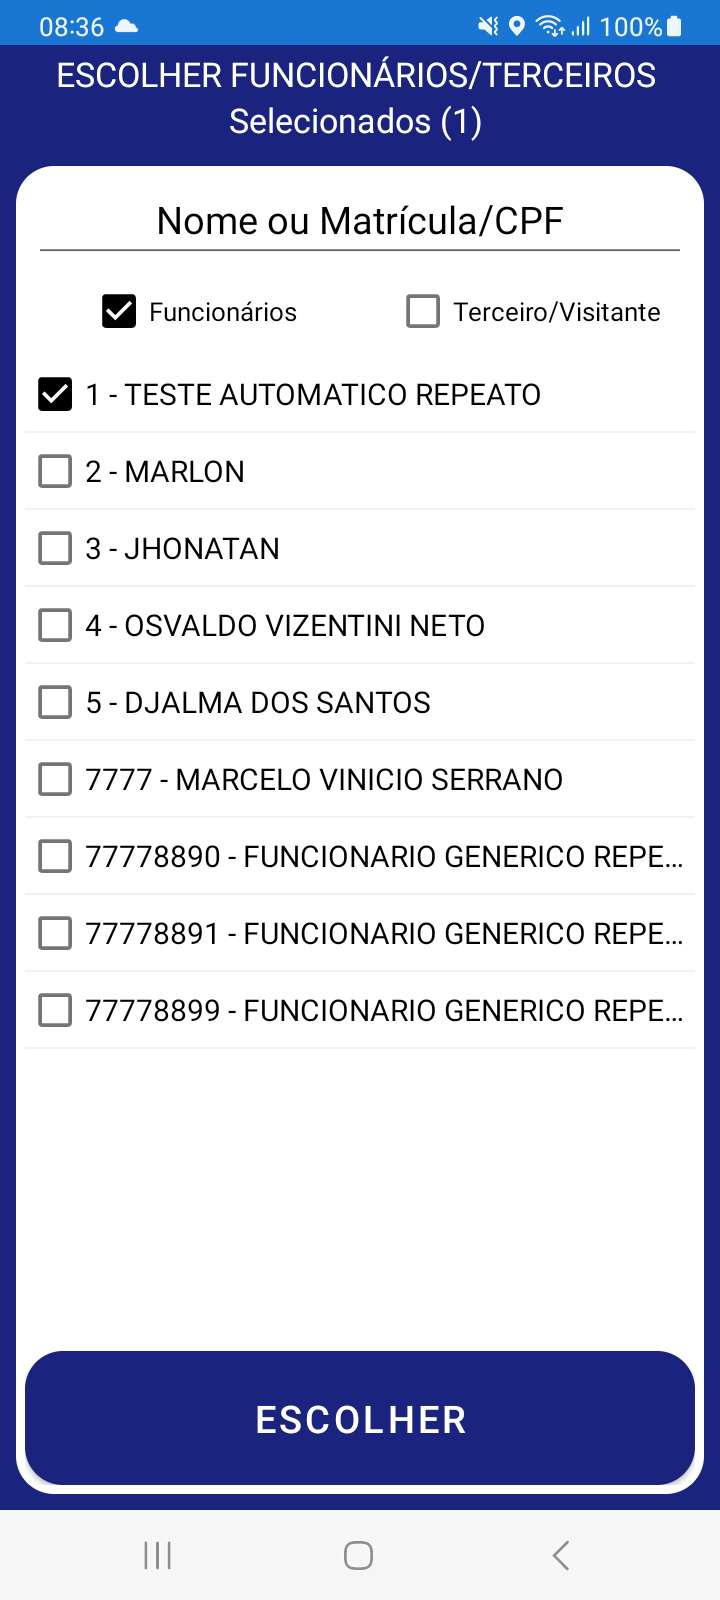 08:36 100%
ESCOLHER FUNCIONÁRIOS/TERCEIROS
Selecionados (1)
Nome ou Matrícula/CPF
Funcionários Terceiro/Visitante
1 - TESTE AUTOMATICO REPEATO
2 - MARLON
3 - JHONATAN
4 - OSVALDO VIZENTINI NETO
5 - DJALMA DOS SANTOS
7777 - MARCELO VINICIO SERRANO
77778890 - FUNCIONARIO GENERICO REPE...
77778891 - FUNCIONARIO GENERICO REPE...
77778899 - FUNCIONARIO GENERICO REPE...
ESCOLHER